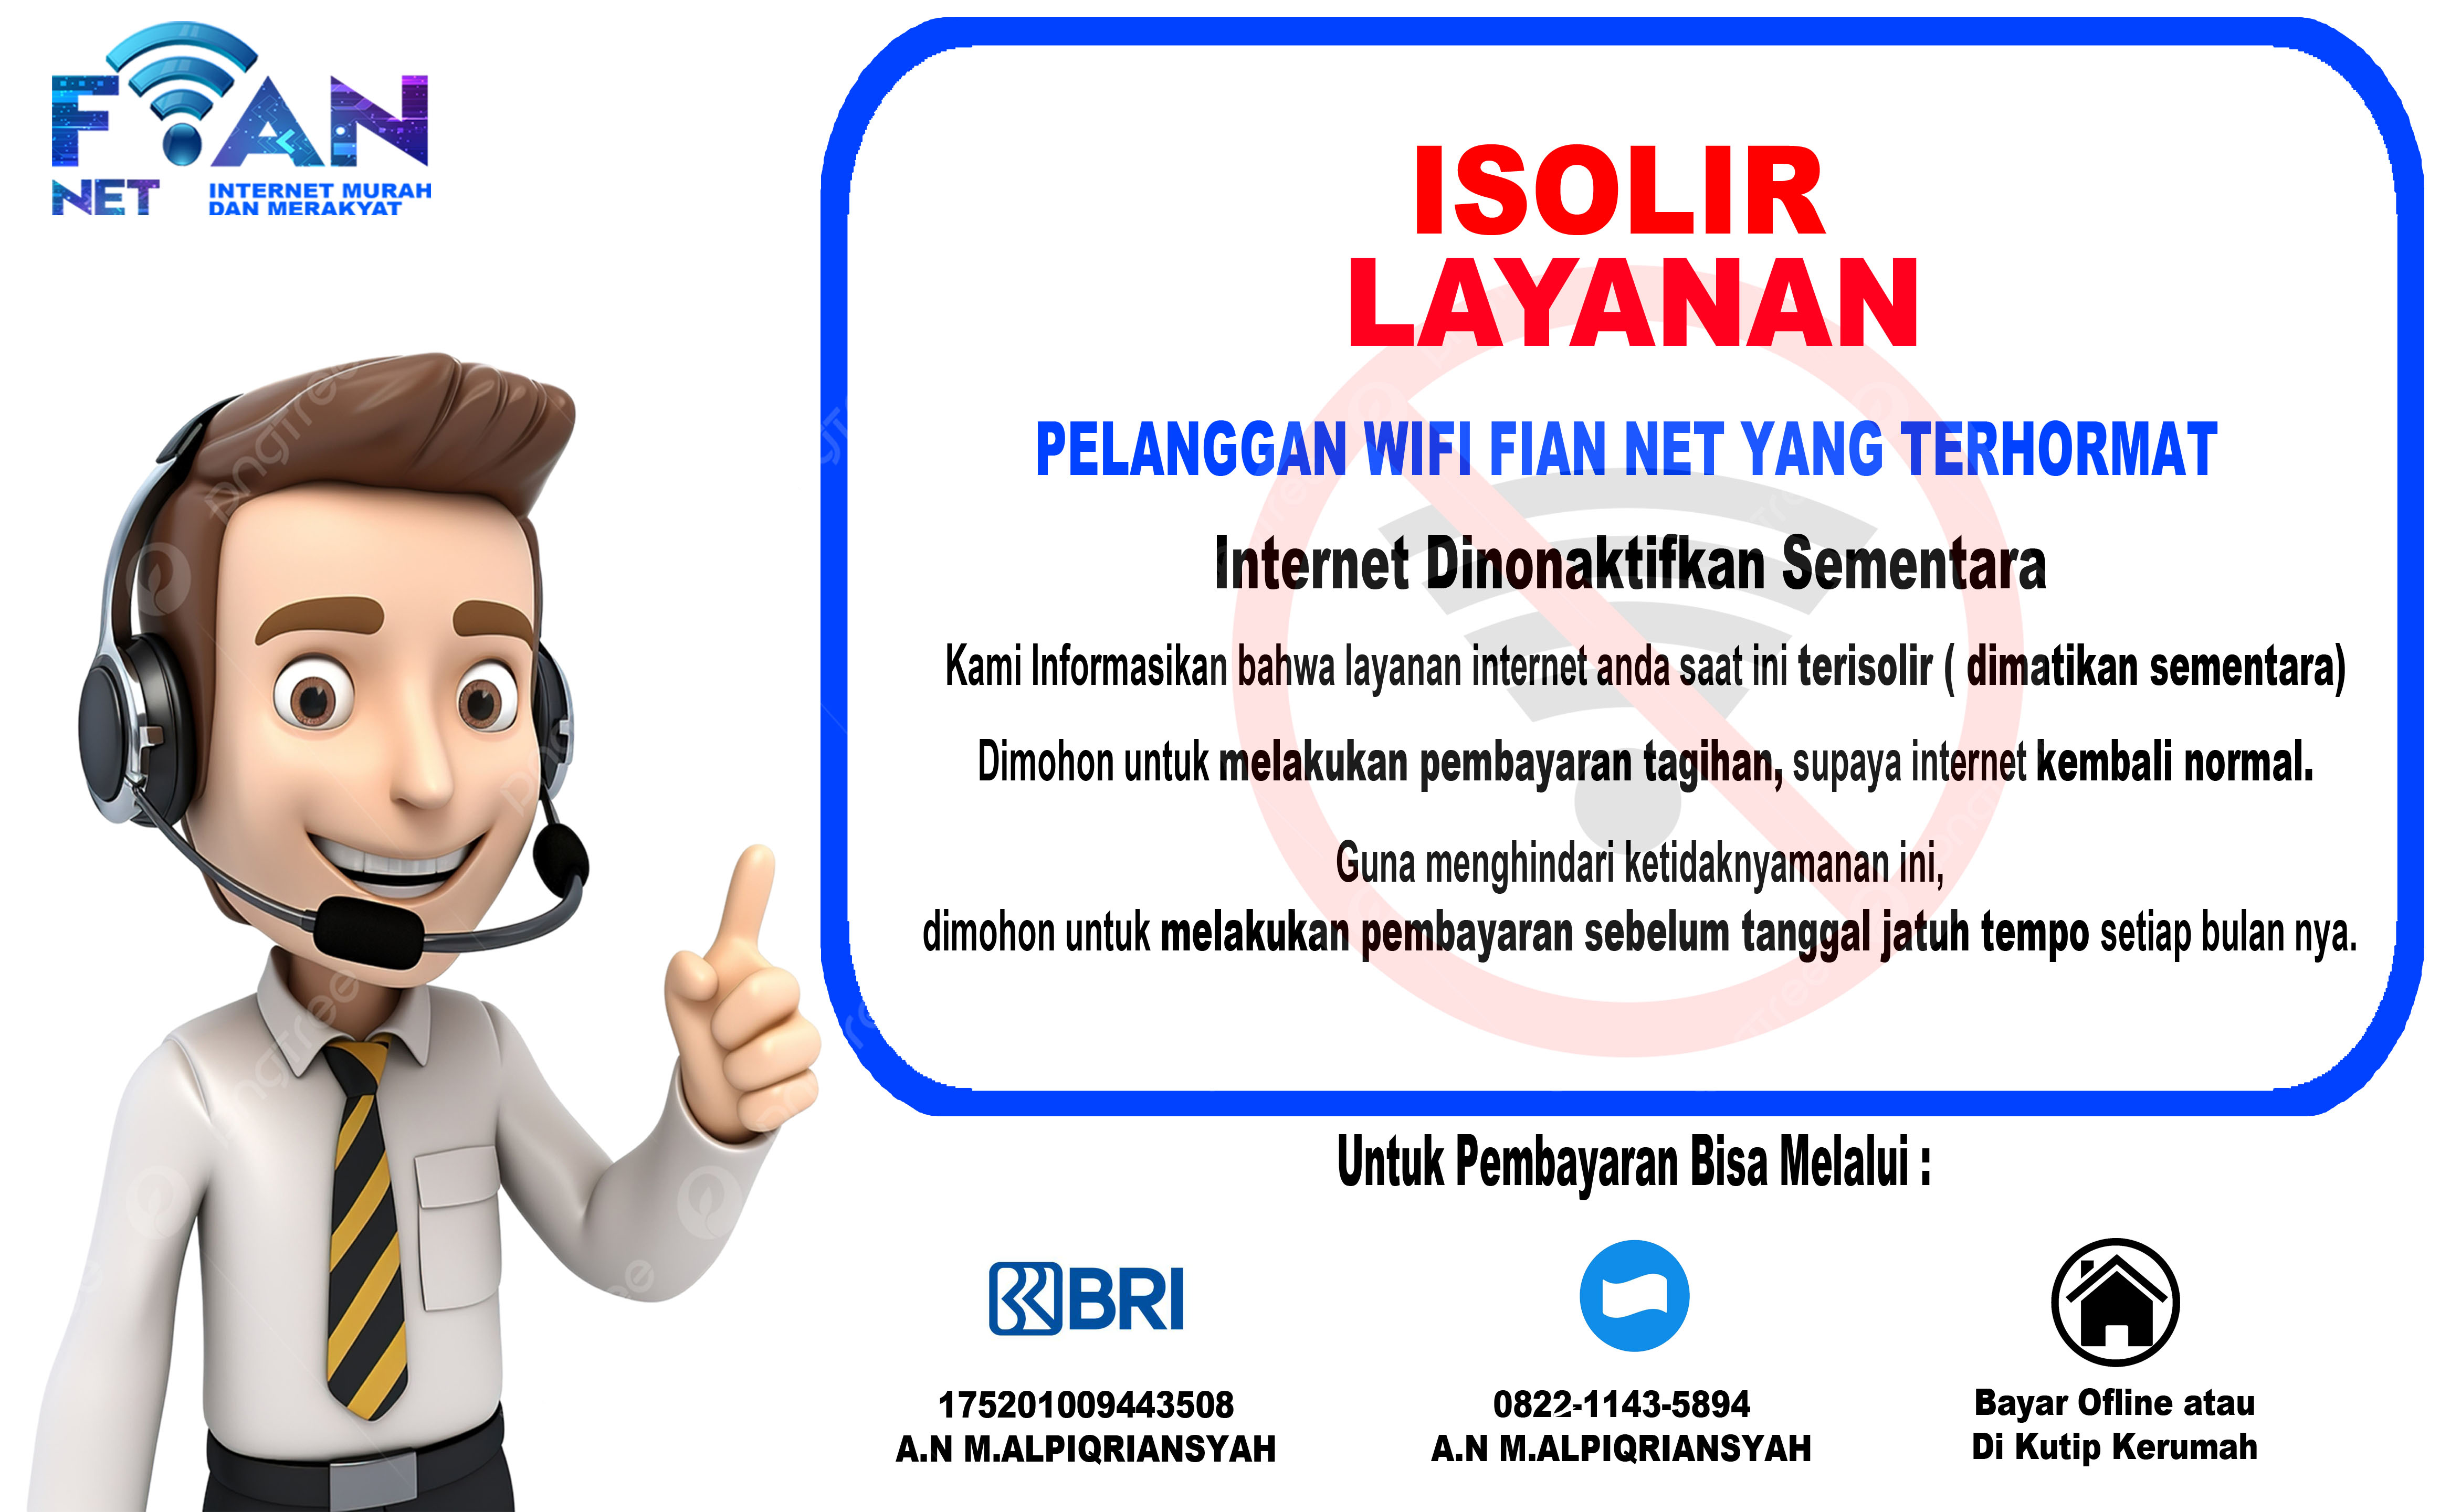 FIAN
NET
INTERNET MURAH
DAN MERAKYAT
ISOLIR
LAYANAN
PELANGGAN WIFI FIAN NET YANG TERHORMAT
Internet Dinonaktifkan Sementara
Kami Informasikan bahwa layanan internet anda saat ini terisolir ( dimatikan sementara)
Dimohon untuk melakukan pembayaran tagihan, supaya internet kembali normal.
Guna menghindari ketidaknyamanan ini,
dimohon untuk melakukan pembayaran sebelum tanggal jatuh tempo setiap bulan nya.
Untuk Pembayaran Bisa Melalui :
BRI
175201009443508
A.N M.ALPIQRIANSYAH
0822-1143-5894
A.N M.ALPIQRIANSYAH
Bayar Ofline atau
Di Kutip Kerumah
pngtree